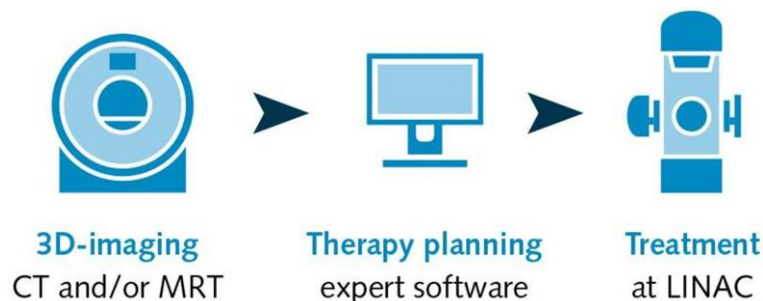 3D-imaging
CT and/or MRT
Therapy planning
expert software
Treatment
at LINAC